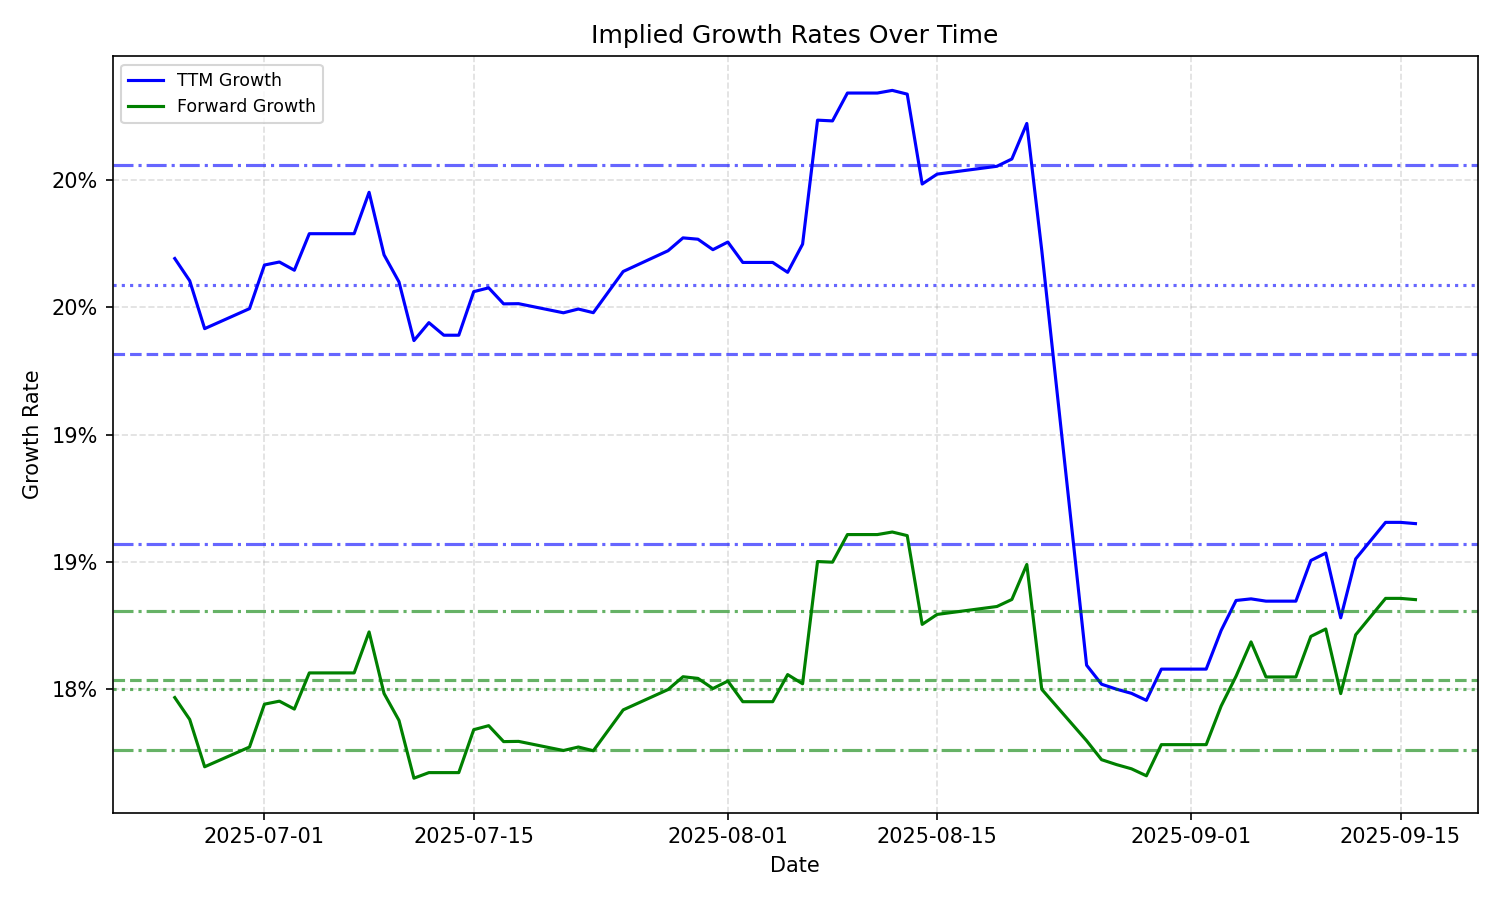 Implied Growth Rates Over Time
TTM Growth
Forward Growth
20%
20%
19%
19%
18%
Growth Rate
2025-07-01
2025-07-15
2025-08-01
2025-08-15
2025-09-01
2025-09-15
Date